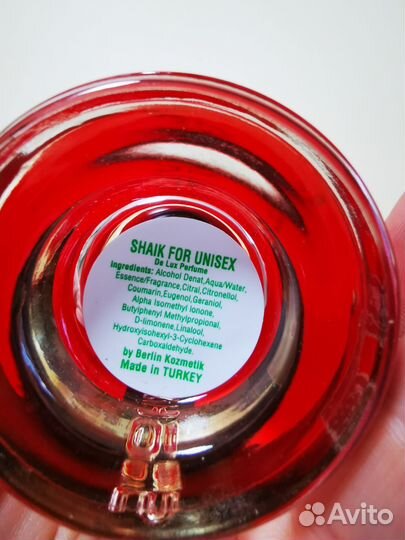 SHAIK FOR UNISEX
De Lux Perfume
Ingredients: Alcohol Denat,Aqua/Water,
Essence/Fragrance,Citral,Citronellol,
Coumarin,Eugenol,Geraniol,
Alpha Isomethyl Ionone,
Butylphenyl Methylpropional,
D-limonene,Linalool,
Hydroxyisohexyl-3-Cyclohexene
Carboxaldehyde.
by Berlin Kozmetik
Made in TURKEY
Avito